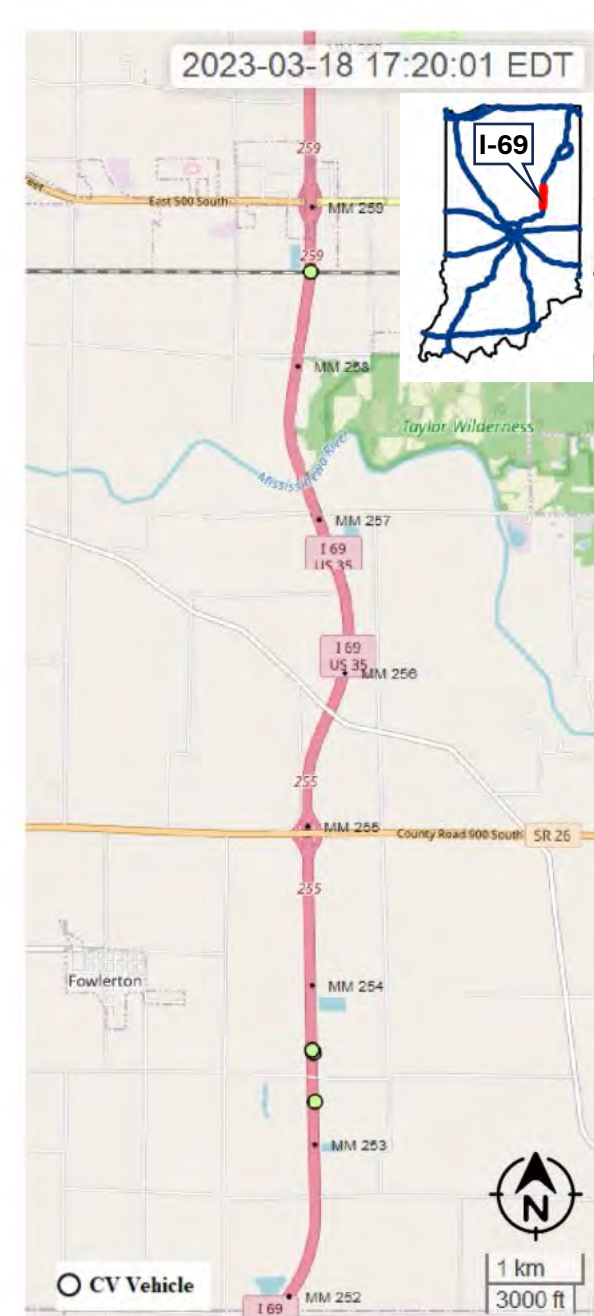 2023-03-18 17:20:01 EDT
I-69
259
East 500 South
MM 259
259
MM 258
Taylor Wilderness
Mississinewa River
MM 257
I 69
US 35
I 69
US 35
MM 256
255
MM 255
County Road 900 South
SR 26
255
MM 254
Fowlerton
MM 253
N
CV Vehicle
1 km
MM 252
3000 ft
I 69